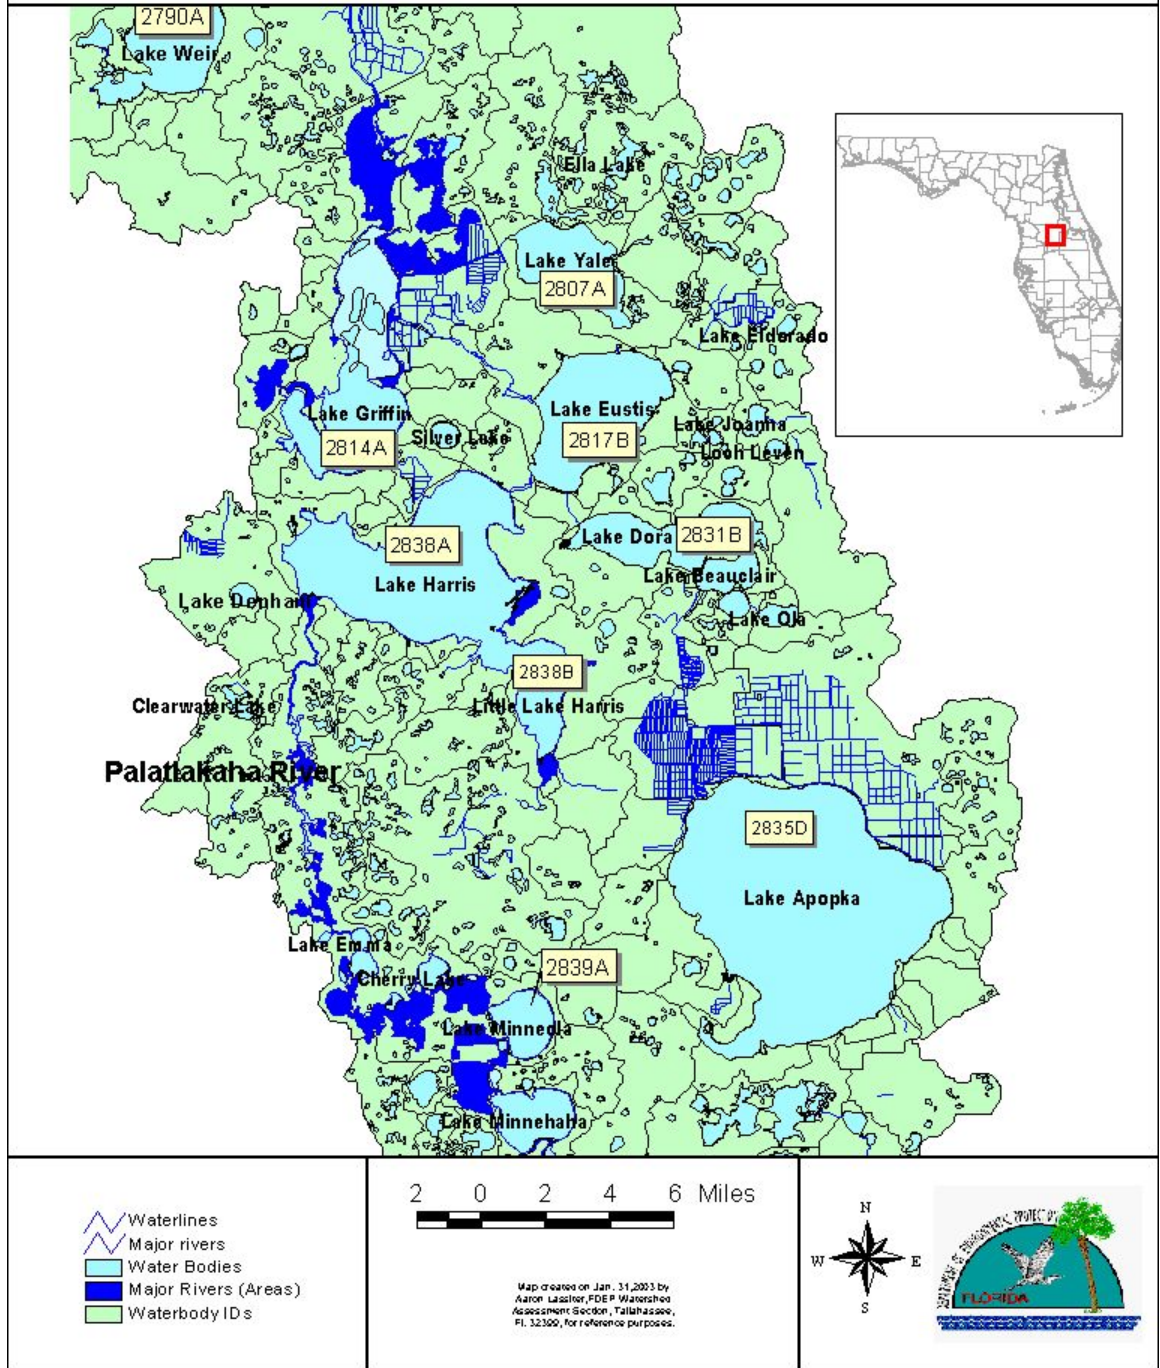 2790A
Lake Weir
Ella Lake
Lake Yale
2807A
Lake Eldorado
Lake Griffin
2814A
Silver Lake
Lake Eustis
2817B
Lake Joanna
Loch Leven
2838A
Lake Harris
Lake Dora
2831B
Lake Beauclair
Lake Ola
Lake Denham
2838B
Little Lake Harris
Clearwater Lake
Palatlakaha River
2835D
Lake Apopka
Lake Emma
Cherry Lake
2839A
Lake Minneola
Lake Minnehaha
Waterlines
Major rivers
Water Bodies
Major Rivers (Areas)
Waterbody IDs
2 0 2 4 6 Miles
Map created on Jan. 31,2003 by
Aaron Lassiter, FDEP Watershed
Assessment Section, Tallahassee,
Fl. 32399, for reference purposes.
N
W E
S
DEPARTMENT OF ENVIRONMENTAL PROTECTION
FLORIDA